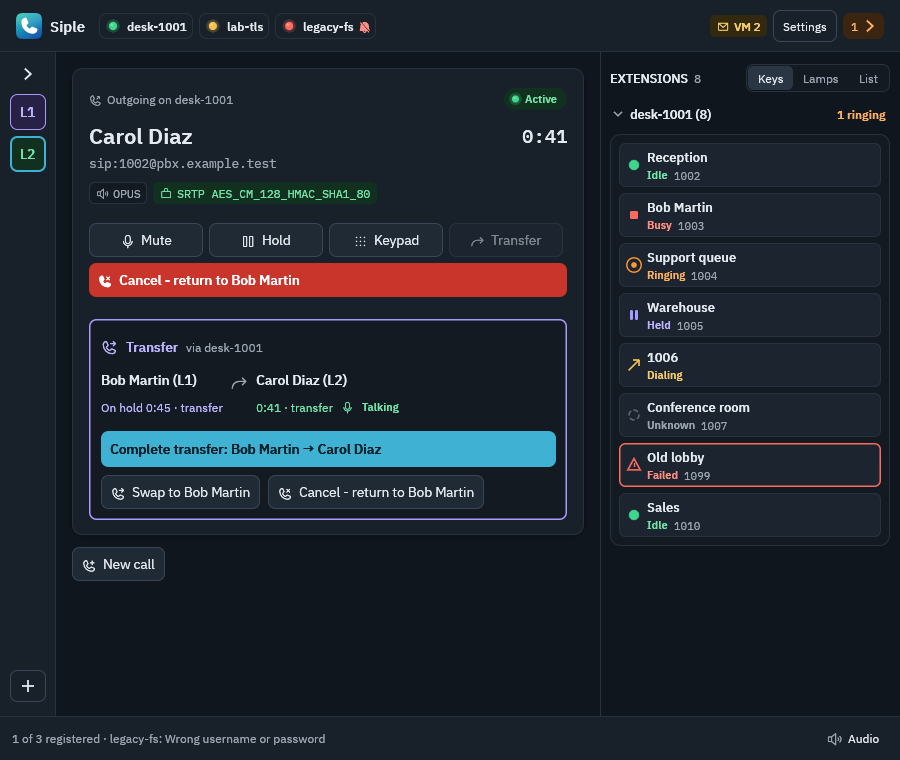 Siple
desk-1001
lab-tls
legacy-fs
VM 2
Settings
1
L1
L2
Outgoing on desk-1001
Active
Carol Diaz
0:41
sip:1002@pbx.example.test
OPUS
SRTP AES_CM_128_HMAC_SHA1_80
Mute
Hold
Keypad
Transfer
Cancel - return to Bob Martin
Transfer via desk-1001
Bob Martin (L1)
Carol Diaz (L2)
On hold 0:45 · transfer
0:41 · transfer
Talking
Complete transfer: Bob Martin → Carol Diaz
Swap to Bob Martin
Cancel - return to Bob Martin
New call
EXTENSIONS 8
Keys
Lamps
List
desk-1001 (8)
1 ringing
Reception
Idle 1002
Bob Martin
Busy 1003
Support queue
Ringing 1004
Warehouse
Held 1005
1006
Dialing
Conference room
Unknown 1007
Old lobby
Failed 1099
Sales
Idle 1010
1 of 3 registered · legacy-fs: Wrong username or password
Audio